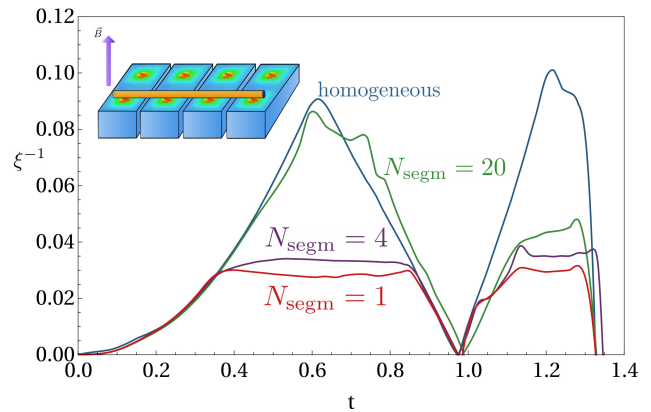 0.12
0.10
0.08
0.06
0.04
0.02
0.00
ξ⁻¹
B⃗
homogeneous
N_segm = 20
N_segm = 4
N_segm = 1
0.0 0.2 0.4 0.6 0.8 1.0 1.2 1.4
t